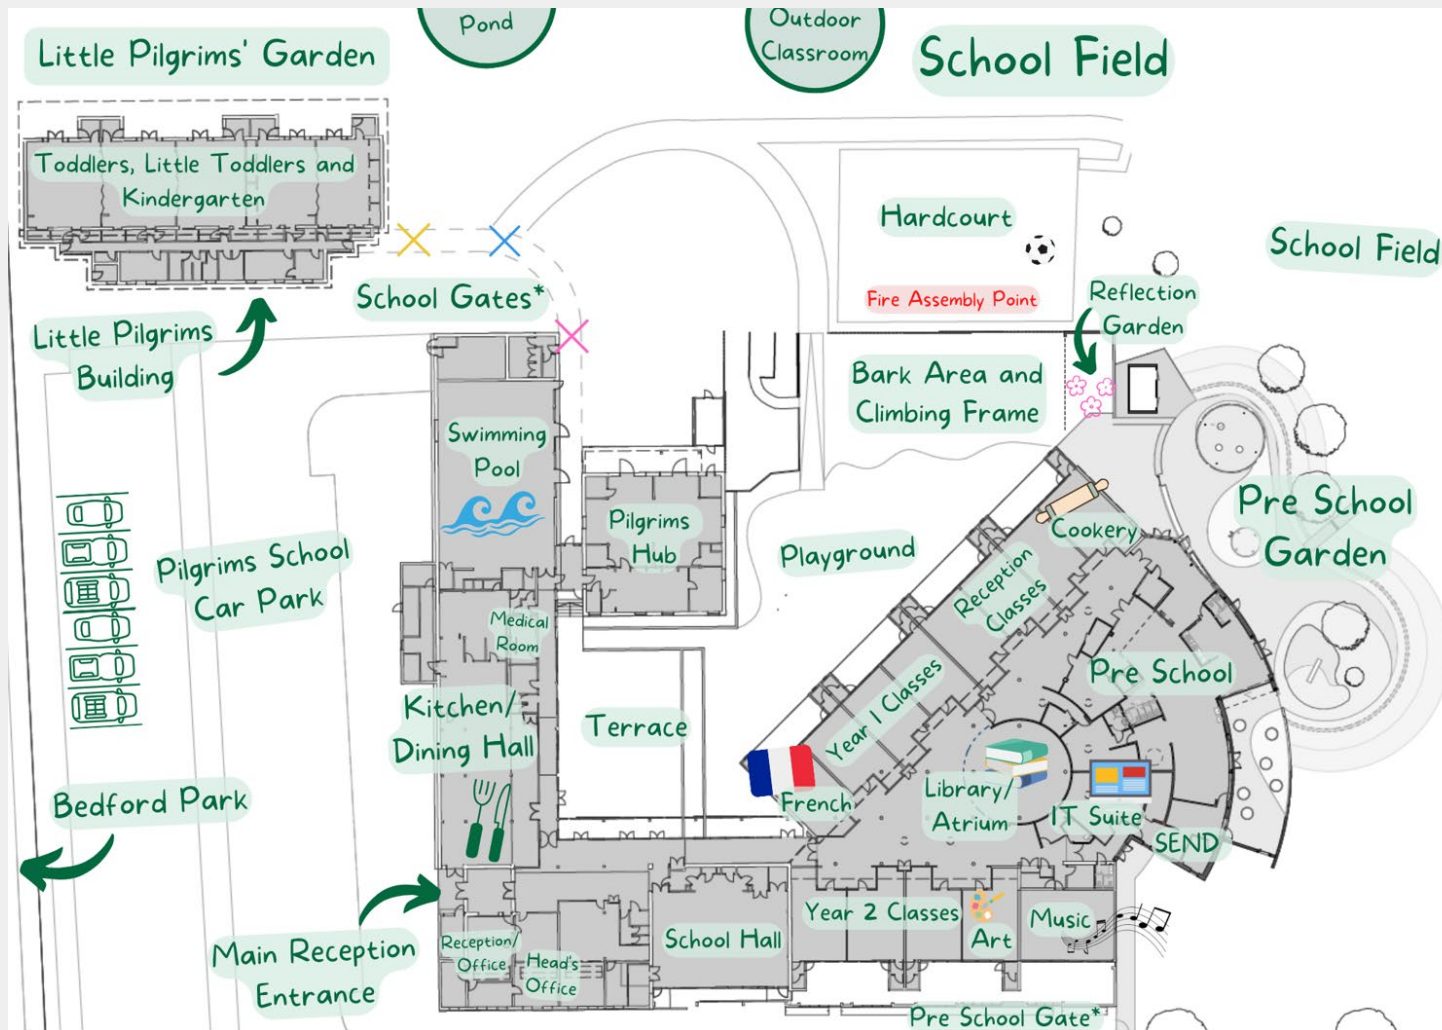 Pond
Outdoor
Classroom
School Field
Little Pilgrims' Garden
Toddlers, Little Toddlers and
Kindergarten
Hardcourt
School Field
School Gates*
Fire Assembly Point
Reflection
Garden
Little Pilgrims
Building
Bark Area and
Climbing Frame
Swimming
Pool
Pilgrims
Hub
Pre School
Garden
Cookery
Playground
Pilgrims School
Car Park
Reception
Classes
Medical
Room
Pre School
Year 1 Classes
Kitchen/
Dining Hall
Terrace
Bedford Park
French
Library/
Atrium
IT Suite
SEND
Year 2 Classes
Art
Music
Main Reception
Entrance
Reception/
Office
Head's
Office
School Hall
Pre School Gate*